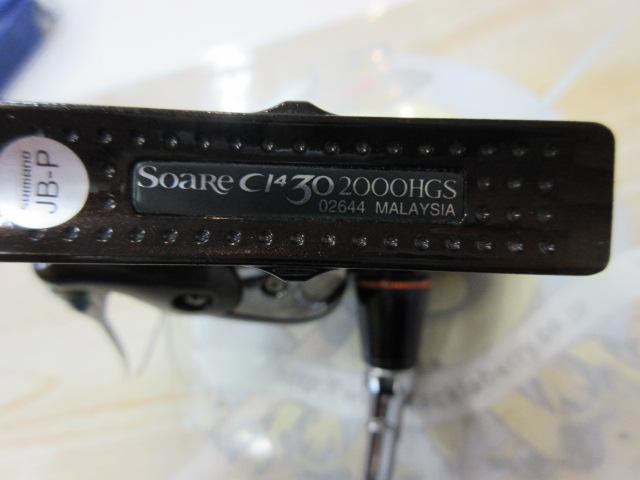 SHIMANO
JB-P
Soare CI4 30 2000HGS
02644 MALAYSIA